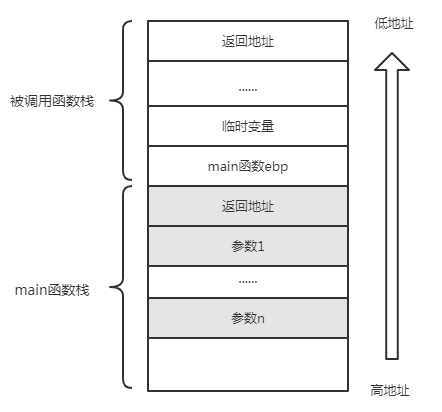 低地址
返回地址
......
被调用函数栈
临时变量
main函数ebp
返回地址
参数1
......
main函数栈
参数n
高地址